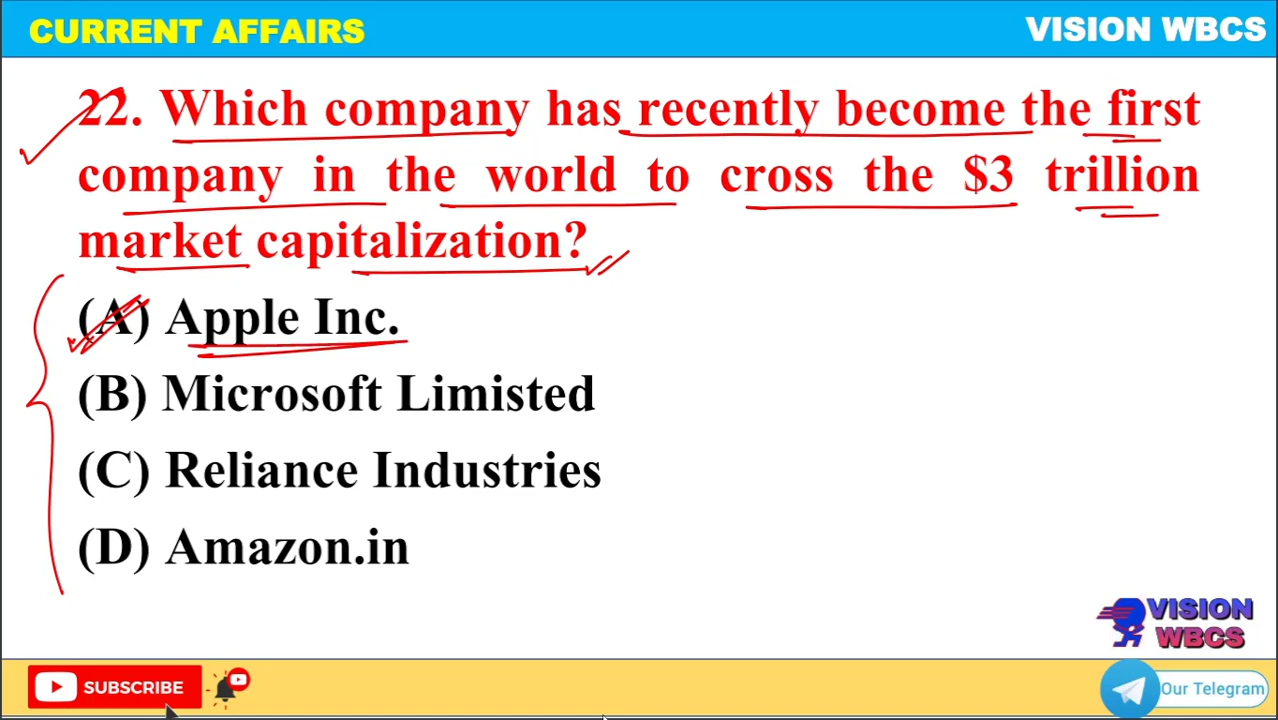 CURRENT AFFAIRS
VISION WBCS
22. Which company has recently become the first
company in the world to cross the $3 trillion
market capitalization?
(A) Apple Inc.
(B) Microsoft Limisted
(C) Reliance Industries
(D) Amazon.in
VISION
WBCS
SUBSCRIBE
Our Telegram